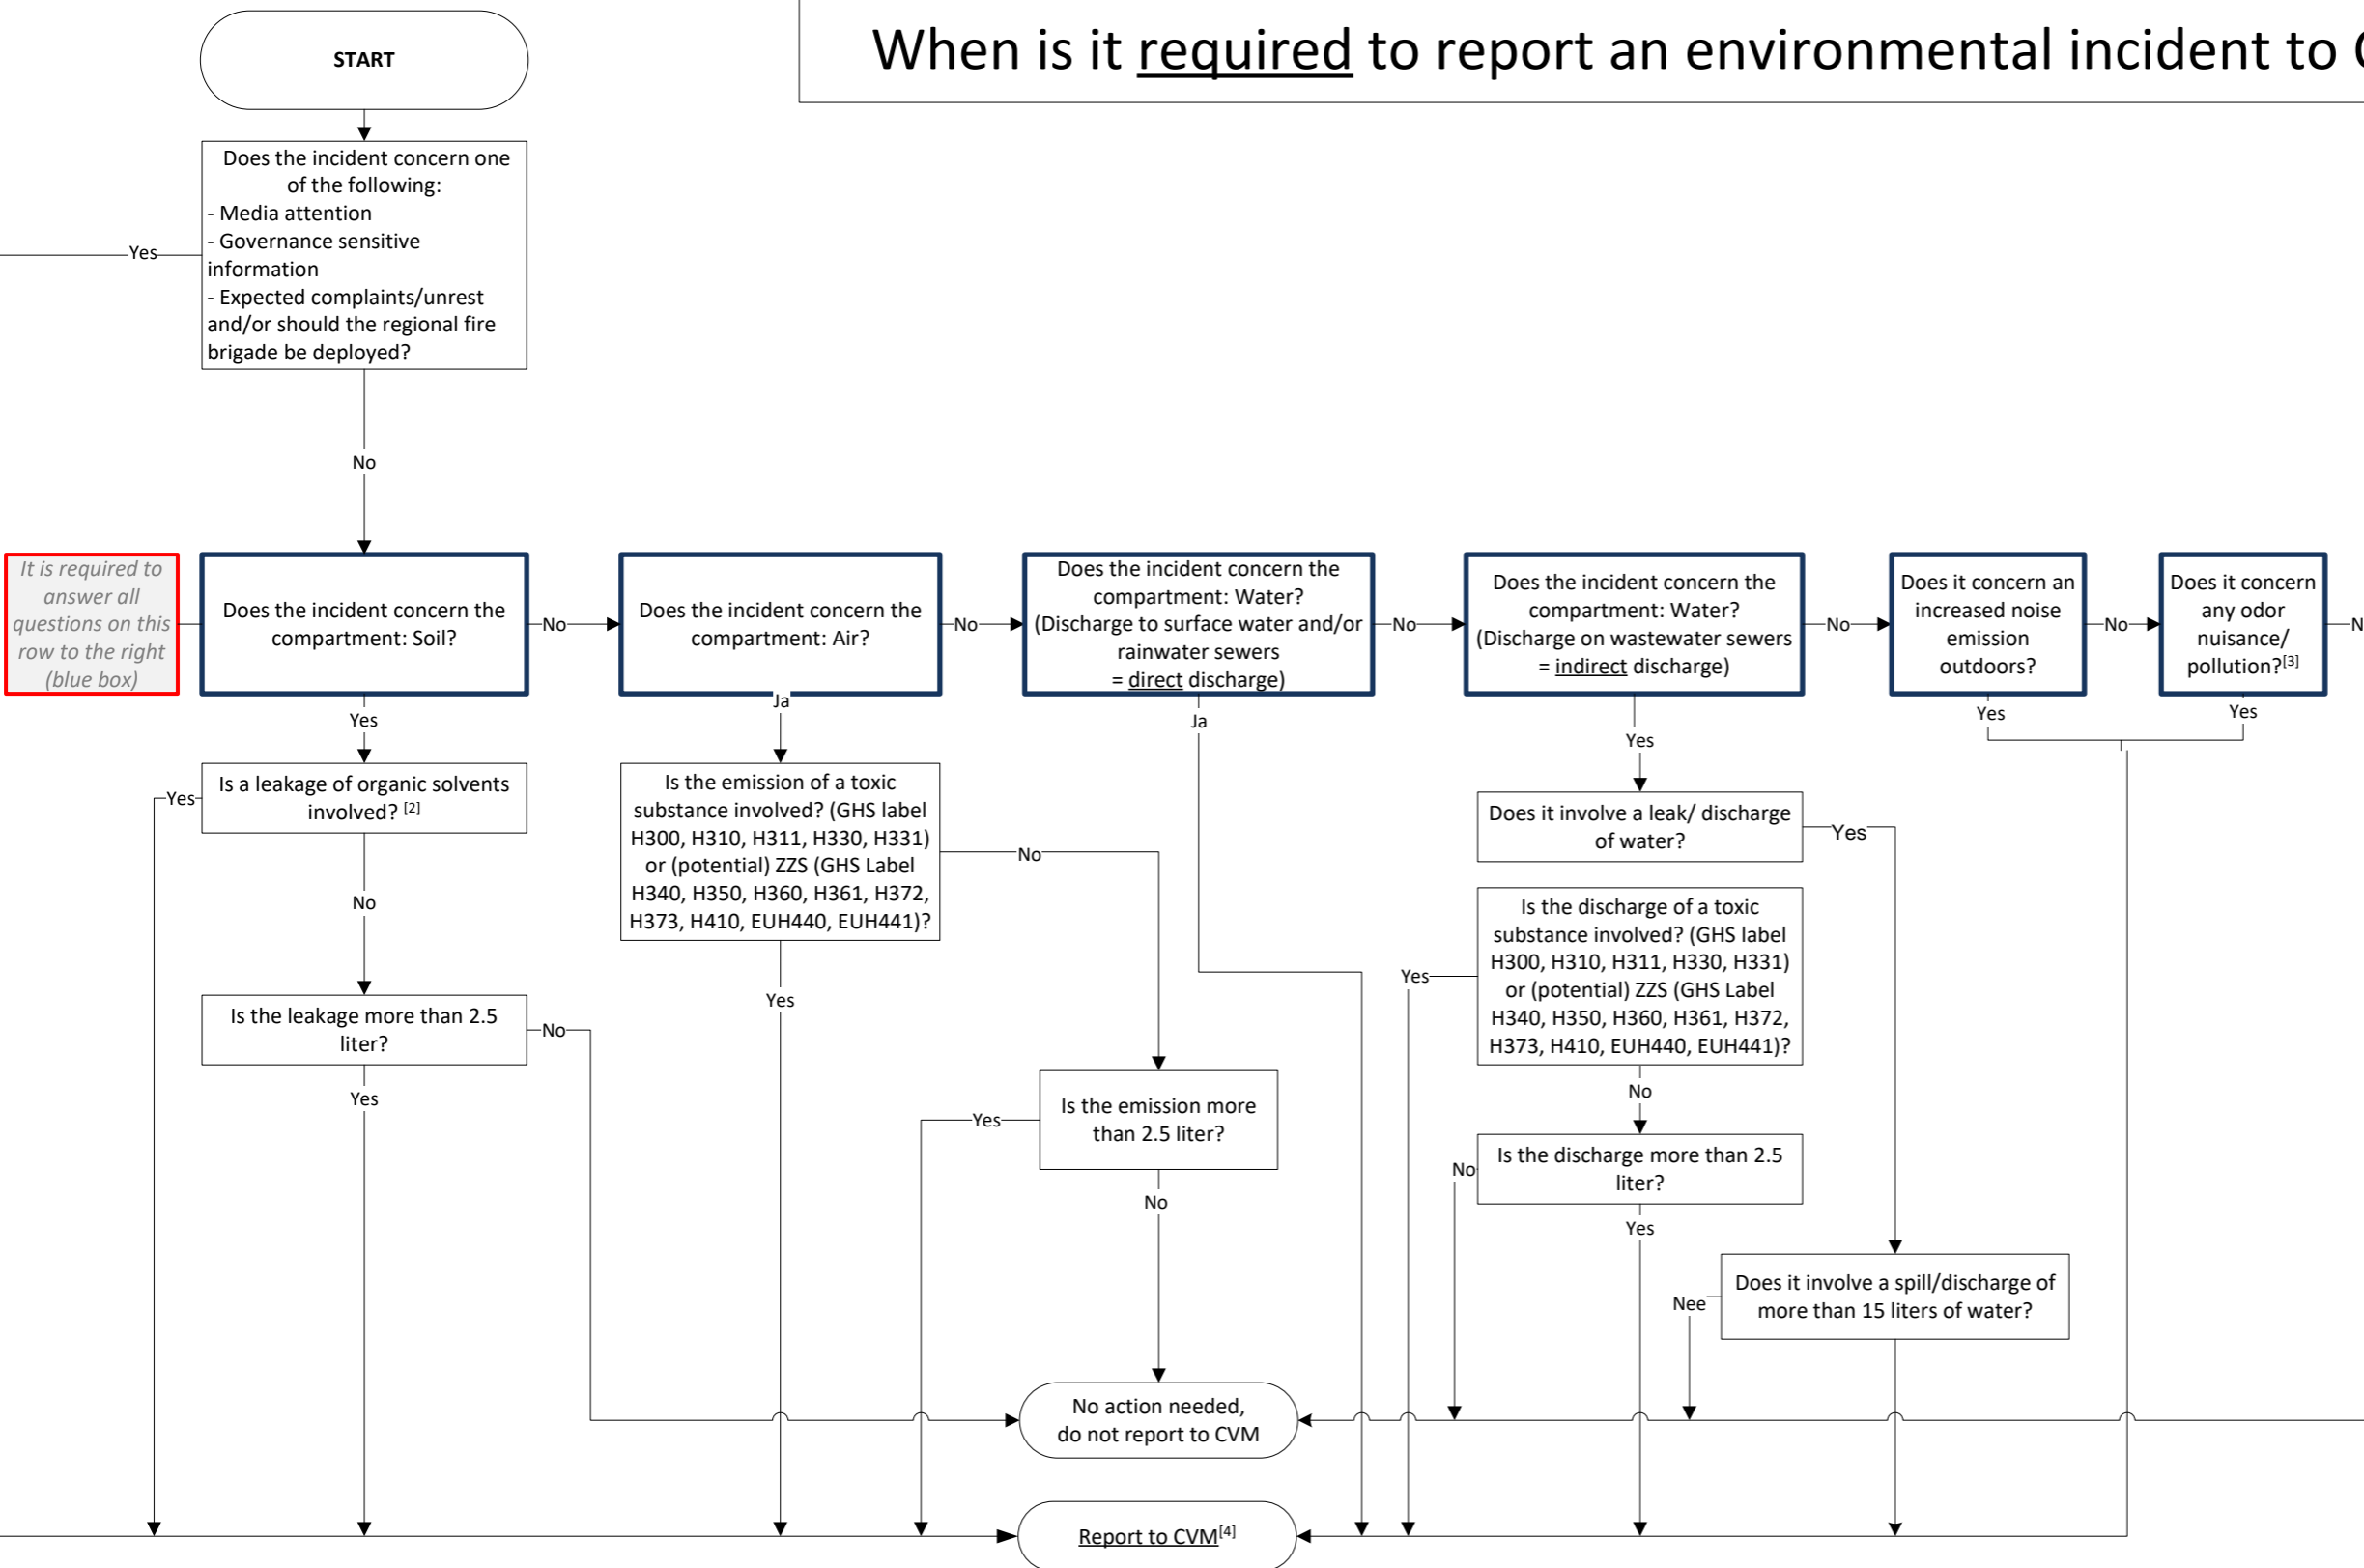 START
When is it required to report an environmental incident to
Does the incident concern one
of the following:
- Media attention
- Governance sensitive
information
- Expected complaints/unrest
and/or should the regional fire
brigade be deployed?
Yes
No
It is required to
answer all
questions on this
row to the right
(blue box)
Does the incident concern the
compartment: Soil?
No
Does the incident concern the
compartment: Air?
No
Does the incident concern the
compartment: Water?
(Discharge to surface water and/or
rainwater sewers
= direct discharge)
No
Does the incident concern the
compartment: Water?
(Discharge on wastewater sewers
= indirect discharge)
No
Does it concern an
increased noise
emission
outdoors?
No
Does it concern
any odor
nuisance/
pollution?[3]
N
Yes
Ja
Ja
Yes
Yes
Yes
Is a leakage of organic solvents
involved? [2]
Yes
No
Is the leakage more than 2.5
liter?
No
Yes
Is the emission of a toxic
substance involved? (GHS label
H300, H310, H311, H330, H331)
or (potential) ZZS (GHS Label
H340, H350, H360, H361, H372,
H373, H410, EUH440, EUH441)?
No
Yes
Is the emission more
than 2.5 liter?
Yes
No
Does it involve a leak/ discharge
of water?
Yes
Is the discharge of a toxic
substance involved? (GHS label
H300, H310, H311, H330, H331)
or (potential) ZZS (GHS Label
H340, H350, H360, H361, H372,
H373, H410, EUH440, EUH441)?
Yes
No
Is the discharge more than 2.5
liter?
No
Yes
Does it involve a spill/discharge of
more than 15 liters of water?
Nee
No action needed,
do not report to CVM
Report to CVM[4]